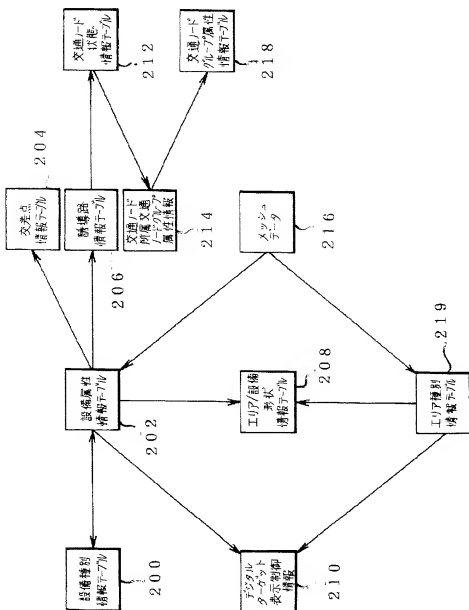 設備種別
情報テーブル
200
設備属性
情報テーブル
202
交差点
情報テーブル
204
誘導路
情報テーブル
206
交通ノード
状態
情報テーブル
212
交通ノード
所属交通
ノードグループ
属性情報
214
交通ノード
グループ属性
情報テーブル
218
エリア/設備
形状
情報テーブル
208
メッシュ
データ
216
デジタル
ターゲット
表示制御
情報
210
エリア種別
情報テーブル
219